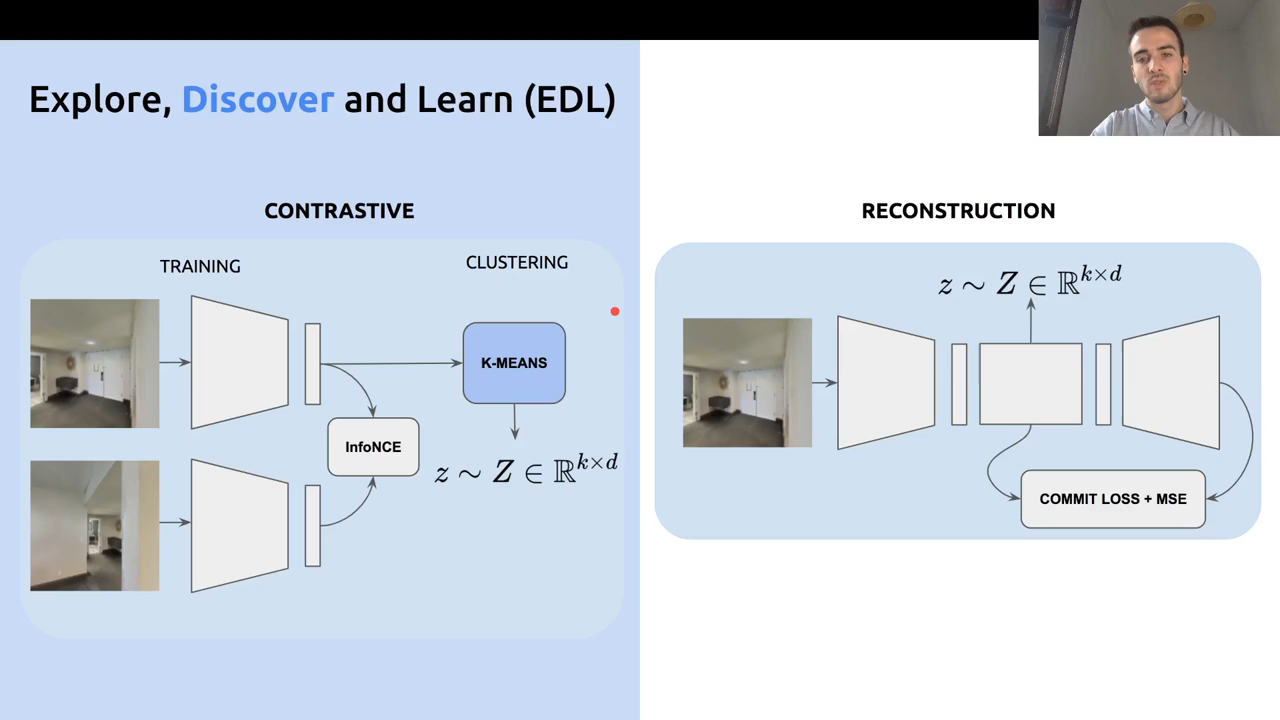 Explore, Discover and Learn (EDL)
CONTRASTIVE
TRAINING
CLUSTERING
K-MEANS
InfoNCE
z ∼ Z ∈ ℝ^{k×d}
RECONSTRUCTION
z ∼ Z ∈ ℝ^{k×d}
COMMIT LOSS + MSE